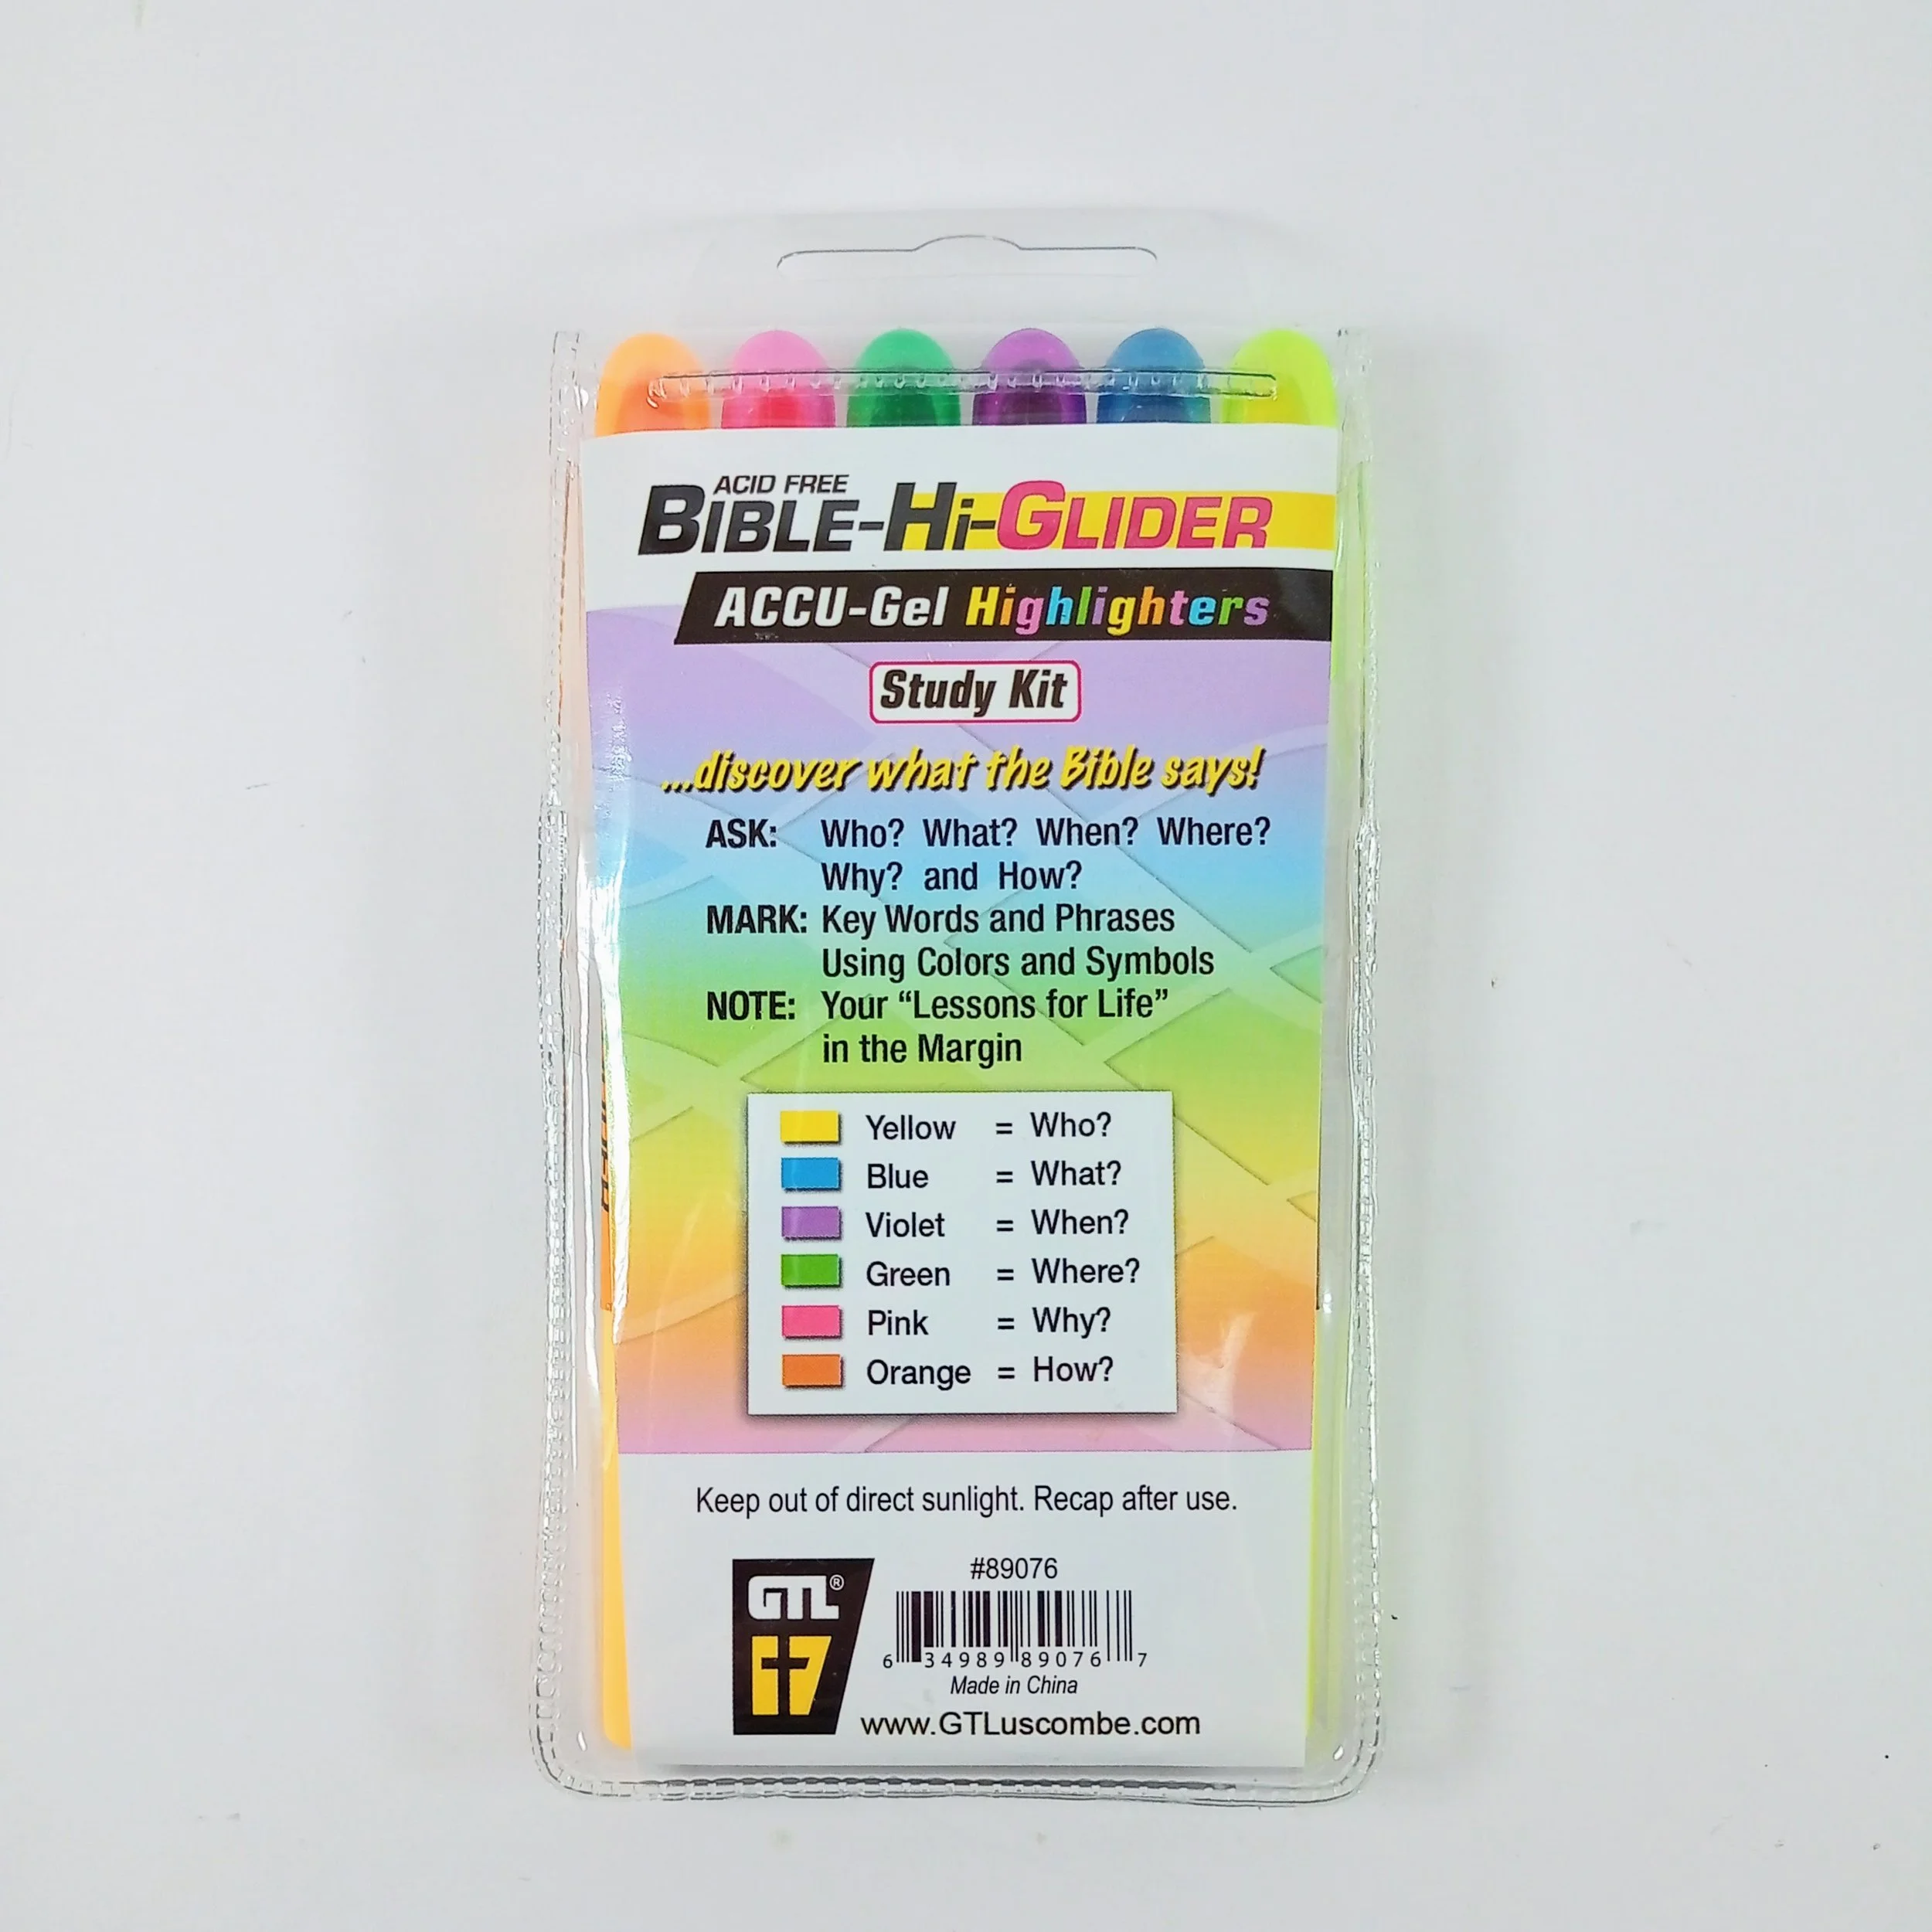 ACID FREE
BIBLE-Hi-GLIDER
ACCU-Gel Highlighters
Study Kit
...discover what the Bible says!
ASK: Who? What? When? Where?
Why? and How?
MARK: Key Words and Phrases
Using Colors and Symbols
NOTE: Your “Lessons for Life”
in the Margin
Yellow = Who?
Blue = What?
Violet = When?
Green = Where?
Pink = Why?
Orange = How?
Keep out of direct sunlight. Recap after use.
GTL®
#89076
6 34989 89076 7
Made in China
www.GTLuscombe.com